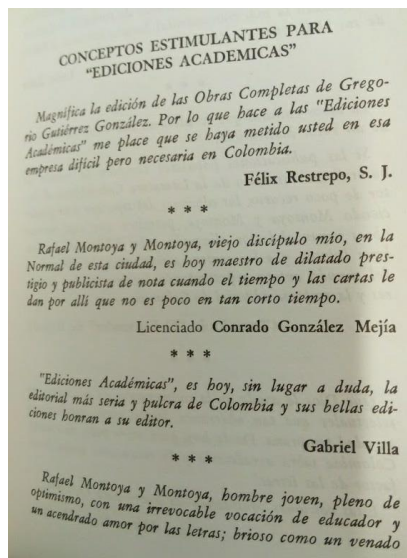 CONCEPTOS ESTIMULANTES PARA
"EDICIONES ACADEMICAS"
Magnífica la edición de las Obras Completas de Grego-
rio Gutiérrez González. Por lo que hace a las "Ediciones
Académicas" me place que se haya metido usted en esa
empresa difícil pero necesaria en Colombia.
Félix Restrepo, S. J.
* * *
Rafael Montoya y Montoya, viejo discípulo mío, en la
Normal de esta ciudad, es hoy maestro de dilatado pres-
tigio y publicista de nota cuando el tiempo y las cartas le
dan por allí que no es poco en tan corto tiempo.
Licenciado Conrado González Mejía
* * *
"Ediciones Académicas", es hoy, sin lugar a duda, la
editorial más seria y pulcra de Colombia y sus bellas edi-
ciones honran a su editor.
Gabriel Villa
* * *
Rafael Montoya y Montoya, hombre joven, pleno de
optimismo, con una irrevocable vocación de educador y
un acendrado amor por las letras; brioso como un venado